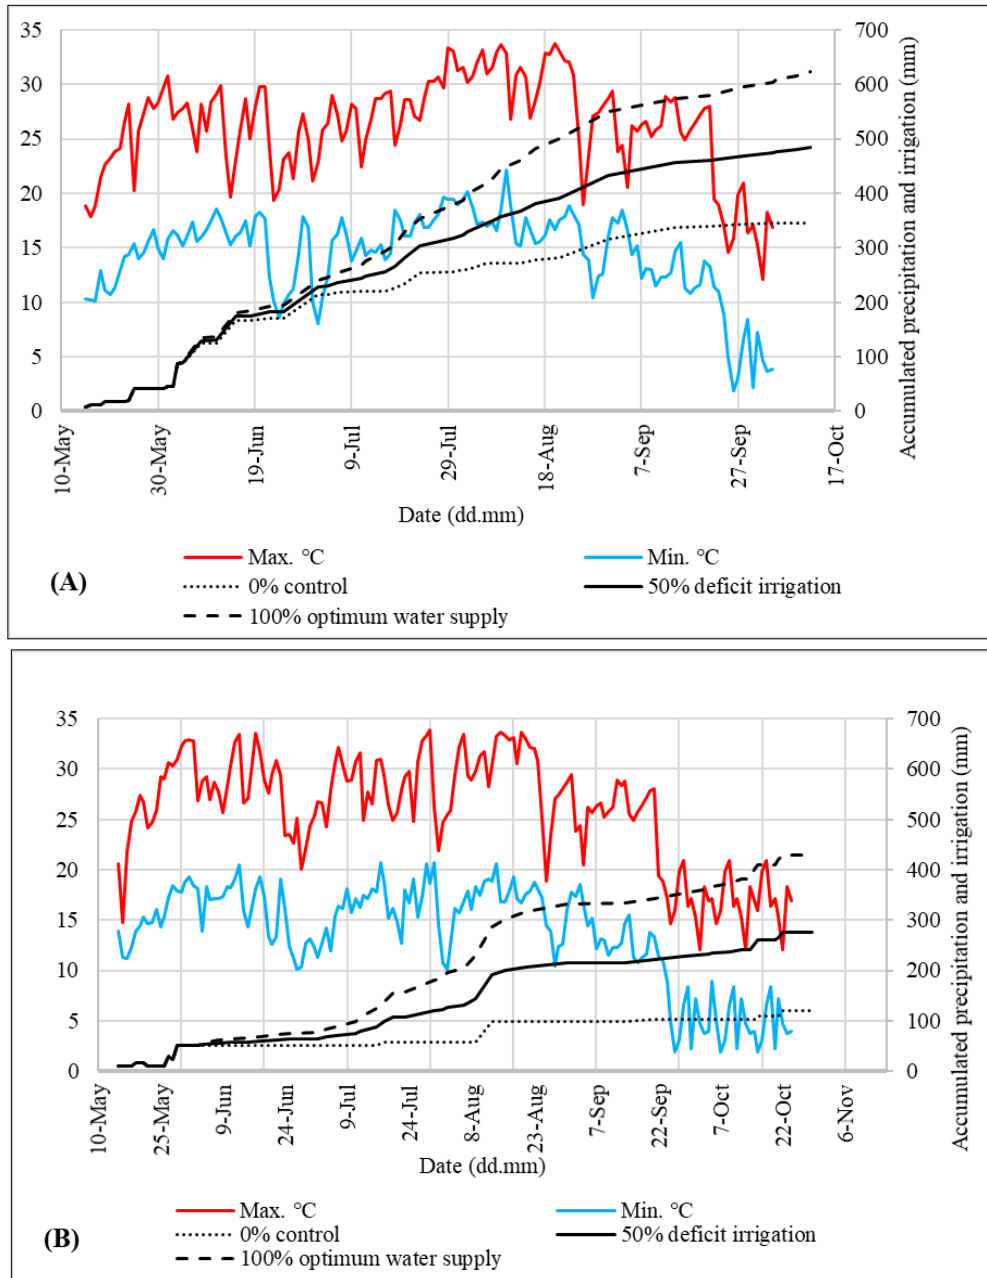 35 700
30 600
25 500
20 400
15 300
10 200
5 100
0 0
Accumulated precipitation and irrigation (mm)
10-May 30-May 19-Jun 9-Jul 29-Jul 18-Aug 7-Sep 27-Sep 17-Oct
Date (dd.mm)
Max. °C Min. °C
0% control 50% deficit irrigation
100% optimum water supply
(A)
35 700
30 600
25 500
20 400
15 300
10 200
5 100
0 0
Accumulated precipitation and irrigation (mm)
10-May 25-May 9-Jun 24-Jun 9-Jul 24-Jul 8-Aug 23-Aug 7-Sep 22-Sep 7-Oct 22-Oct 6-Nov
Date (dd.mm)
Max. °C Min. °C
0% control 50% deficit irrigation
100% optimum water supply
(B)